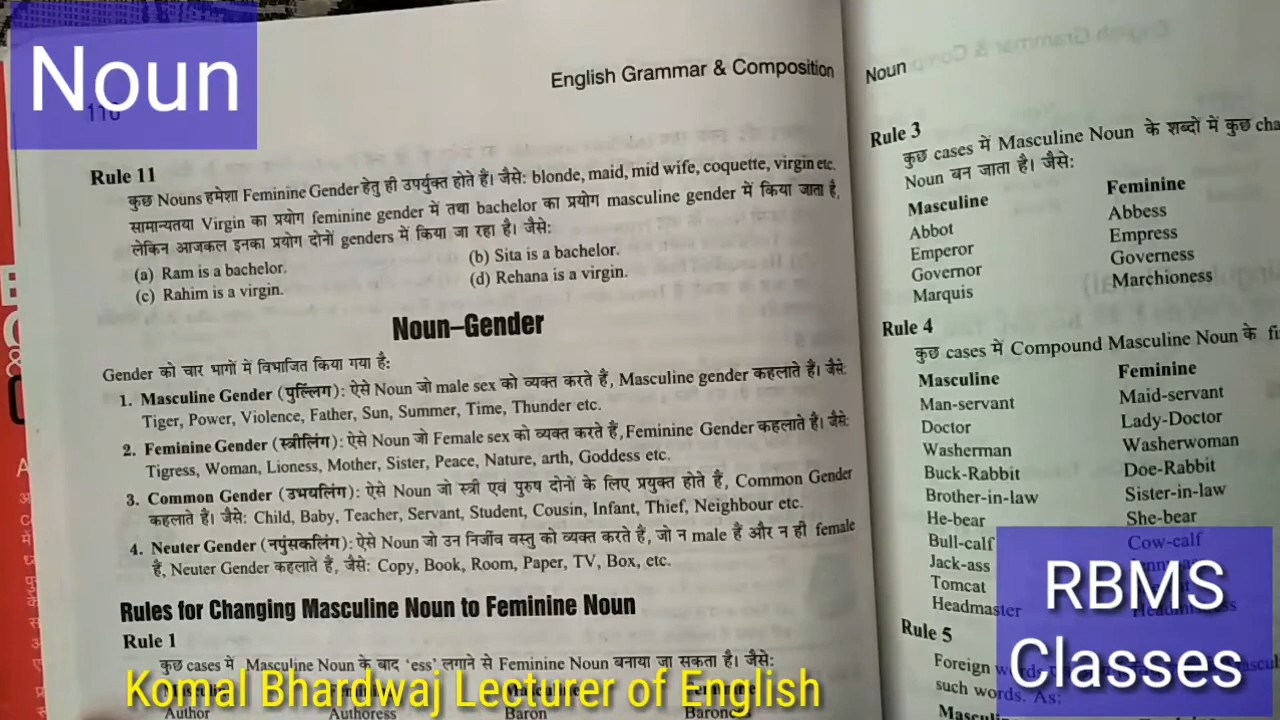 Noun
116
English Grammar & Composition
Rule 11
कुछ Nouns हमेशा Feminine Gender हेतु ही उपर्युक्त होते हैं। जैसे: blonde, maid, mid wife, coquette, virgin etc.
सामान्यतया Virgin का प्रयोग feminine gender में तथा bachelor का प्रयोग masculine gender में किया जाता है,
लेकिन आजकल इनका प्रयोग दोनों genders में किया जा रहा है। जैसे:
(a) Ram is a bachelor. (b) Sita is a bachelor.
(c) Rahim is a virgin. (d) Rehana is a virgin.
Noun–Gender
Gender को चार भागों में विभाजित किया गया है:
1. Masculine Gender (पुल्लिंग): ऐसे Noun जो male sex को व्यक्त करते हैं, Masculine gender कहलाते हैं। जैसे:
Tiger, Power, Violence, Father, Sun, Summer, Time, Thunder etc.
2. Feminine Gender (स्त्रीलिंग): ऐसे Noun जो Female sex को व्यक्त करते हैं, Feminine Gender कहलाते हैं। जैसे:
Tigress, Woman, Lioness, Mother, Sister, Peace, Nature, arth, Goddess etc.
3. Common Gender (उभयलिंग): ऐसे Noun जो स्त्री एवं पुरुष दोनों के लिए प्रयुक्त होते हैं, Common Gender
कहलाते हैं। जैसे: Child, Baby, Teacher, Servant, Student, Cousin, Infant, Thief, Neighbour etc.
4. Neuter Gender (नपुंसकलिंग): ऐसे Noun जो उन निर्जीव वस्तु को व्यक्त करते हैं, जो न male हैं और न ही female
हैं, Neuter Gender कहलाते हैं, जैसे: Copy, Book, Room, Paper, TV, Box, etc.
Rules for Changing Masculine Noun to Feminine Noun
Rule 1
कुछ cases में Masculine Noun के बाद 'ess' लगाने से Feminine Noun बनाया जा सकता है। जैसे:
Author Authoress Baron
Komal Bhardwaj Lecturer of English
Noun
Rule 3
कुछ cases में Masculine Noun के शब्दों में कुछ
Noun बन जाता है। जैसे:
Masculine Feminine
Abbot Abbess
Emperor Empress
Governor Governess
Marquis Marchioness
Rule 4
कुछ cases में Compound Masculine Noun के
Masculine Feminine
Man-servant Maid-servant
Doctor Lady-Doctor
Washerman Washerwoman
Buck-Rabbit Doe-Rabbit
Brother-in-law Sister-in-law
He-bear She-bear
Bull-calf Cow-calf
Jack-ass
Tomcat
Headmaster
Rule 5
Foreign
such words. As:
RBMS
Classes